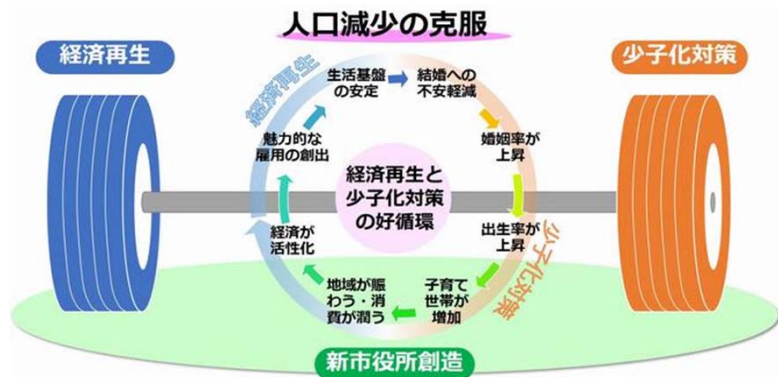 人口減少の克服
経済再生
少子化対策
経済再生
生活基盤
の安定
結婚への
不安軽減
婚姻率が
上昇
出生率が
上昇
少子化対策
子育て
世帯が
増加
地域が賑
わう・消
費が潤う
経済が
活性化
魅力的な
雇用の創出
経済再生と
少子化対策
の好循環
新市役所創造